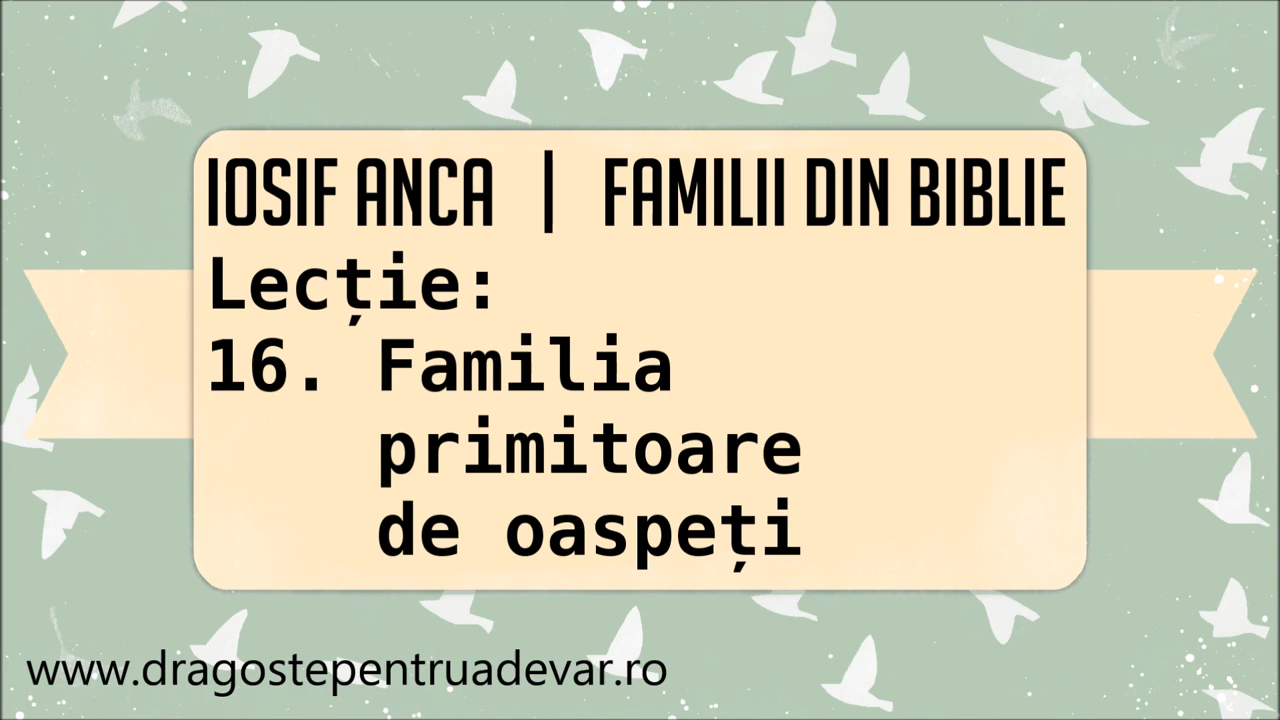 IOSIF ANCA | FAMILII DIN BIBLIE
Lecție:
16. Familia
primitoare
de oaspeți
www.dragostepentruadevar.ro